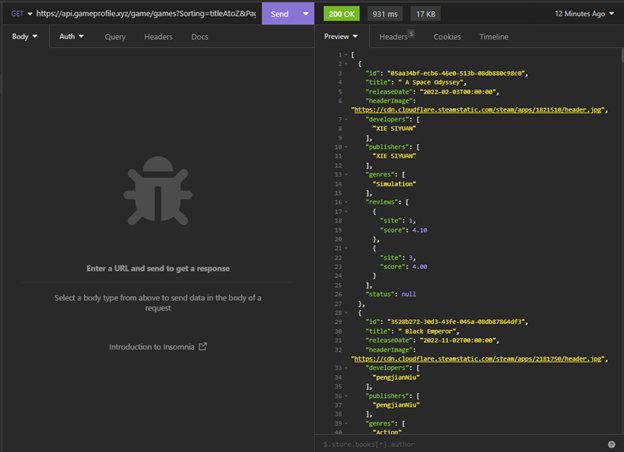 GET https://api.gameprofile.xyz/game/games?Sorting=titleAtoZ&Pag Send 200 OK 931 ms 17 KB 12 Minutes Ago
Body Auth Query Headers Docs Preview Headers 5 Cookies Timeline
1 [
2 {
3 "id": "05aa34bf-ecb6-46e0-513b-08db880c98c0",
4 "title": " A Space Odyssey",
5 "releaseDate": "2022-02-03T00:00:00",
6 "headerImage":
"https://cdn.cloudflare.steamstatic.com/steam/apps/1821510/header.jpg",
7 "developers": [
8 "XIE SIYUAN"
9 ],
10 "publishers": [
11 "XIE SIYUAN"
12 ],
13 "genres": [
14 "Simulation"
15 ],
16 "reviews": [
17 {
18 "site": 1,
19 "score": 4.10
20 },
21 {
22 "site": 3,
23 "score": 4.00
24 }
25 ],
26 "status": null
27 },
28 {
29 "id": "3528b272-30d3-43fe-045a-08db87864df3",
30 "title": " Black Emperor",
31 "releaseDate": "2022-11-02T00:00:00",
32 "headerImage":
"https://cdn.cloudflare.steamstatic.com/steam/apps/2181750/header.jpg",
33 "developers": [
34 "pengjianNiu"
35 ],
36 "publishers": [
37 "pengjianNiu"
38 ],
39 "genres": [
40 "Action"
Enter a URL and send to get a response
Select a body type from above to send data in the body of a
request
Introduction to Insomnia
$.store.books[*].author